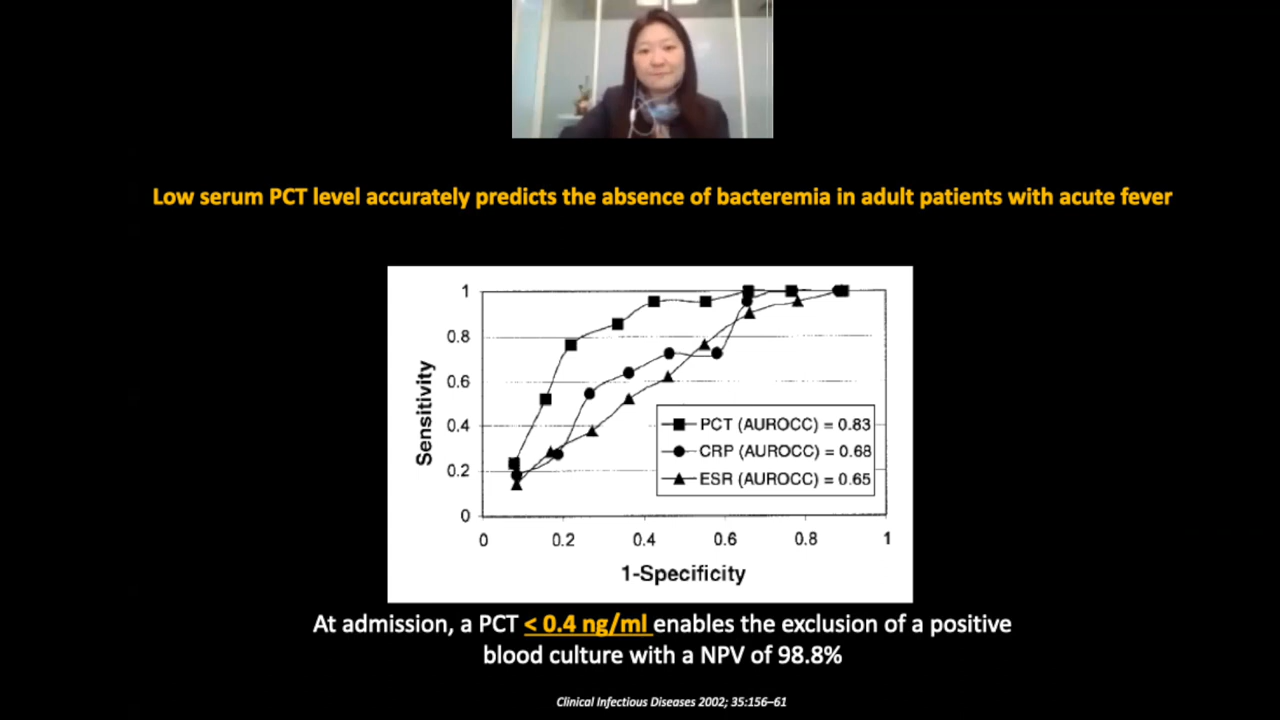 Low serum PCT level accurately predicts the absence of bacteremia in adult patients with acute fever
1
0.8
0.6
0.4
0.2
0
Sensitivity
PCT (AUROCC) = 0.83
CRP (AUROCC) = 0.68
ESR (AUROCC) = 0.65
0 0.2 0.4 0.6 0.8 1
1-Specificity
At admission, a PCT < 0.4 ng/ml enables the exclusion of a positive
blood culture with a NPV of 98.8%
Clinical Infectious Diseases 2002; 35:156–61